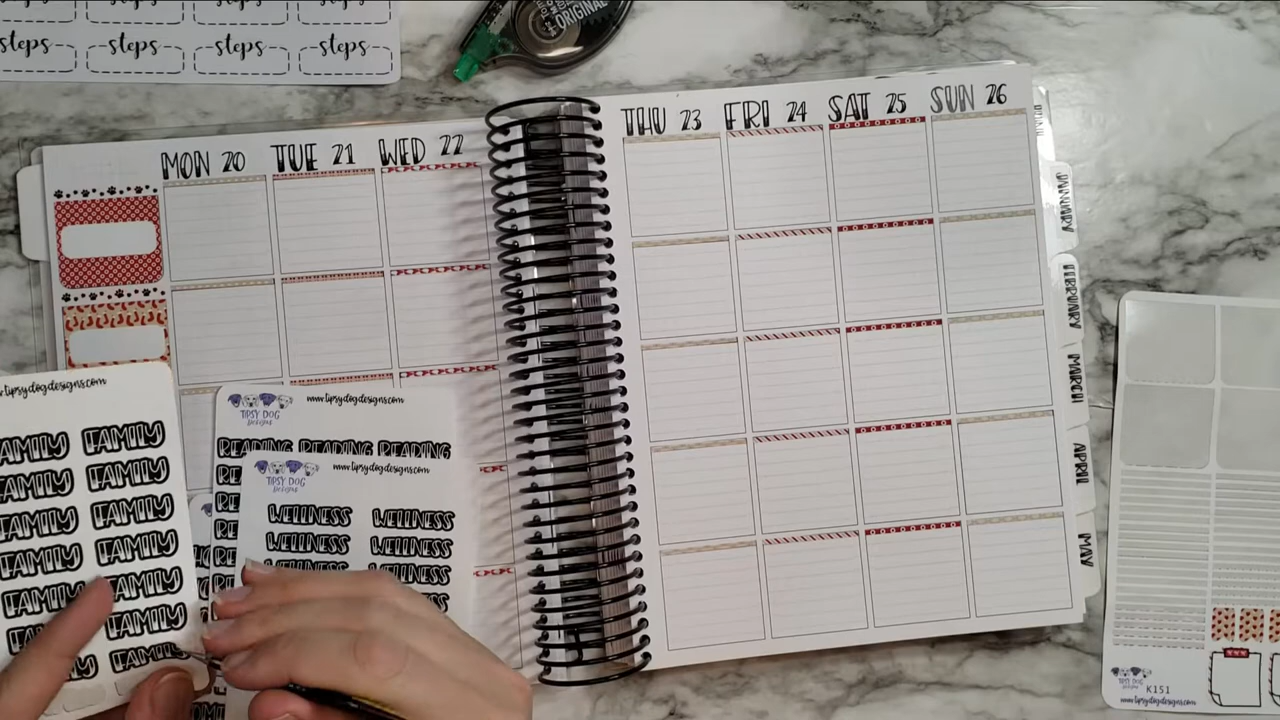 steps steps steps steps
ORIGINAL
MON 20 TUE 21 WED 22 THU 23 FRI 24 SAT 25 SUN 26
JANUARY
FEBRUARY
MARCH
APRIL
MAY
www.tipsydogdesigns.com
FAMILY FAMILY
FAMILY FAMILY
FAMILY FAMILY
FAMILY FAMILY
FAMILY FAMILY
FAMILY
FAMILY
TIPSY DOG
DESIGNS
www.tipsydogdesigns.com
READING READING READING
TIPSY DOG
DESIGNS
www.tipsydogdesigns.com
WELLNESS WELLNESS
WELLNESS WELLNESS
WELLNESS WELLNESS
TIPSY DOG
DESIGNS
K151
www.tipsydogdesigns.com